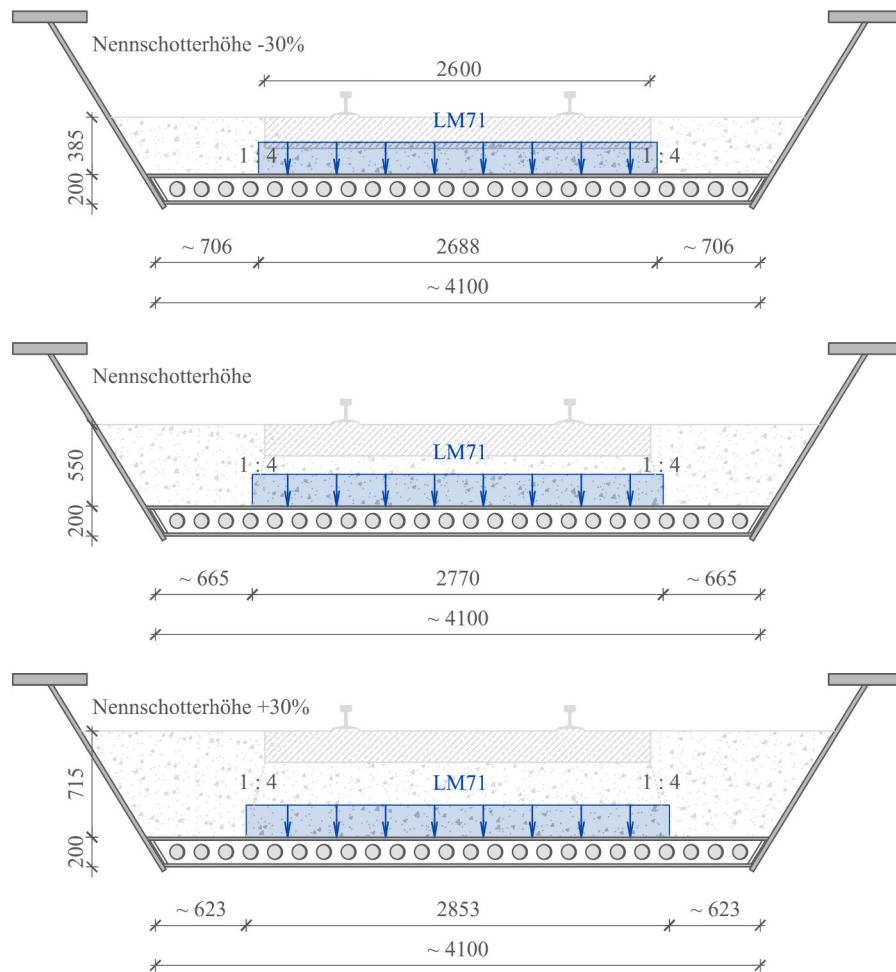 Nennschotterhöhe -30%
2600
LM71
1 : 4
1 : 4
385
200
~ 706
2688
~ 706
~ 4100
Nennschotterhöhe
LM71
1 : 4
1 : 4
550
200
~ 665
2770
~ 665
~ 4100
Nennschotterhöhe +30%
LM71
1 : 4
1 : 4
715
200
~ 623
2853
~ 623
~ 4100